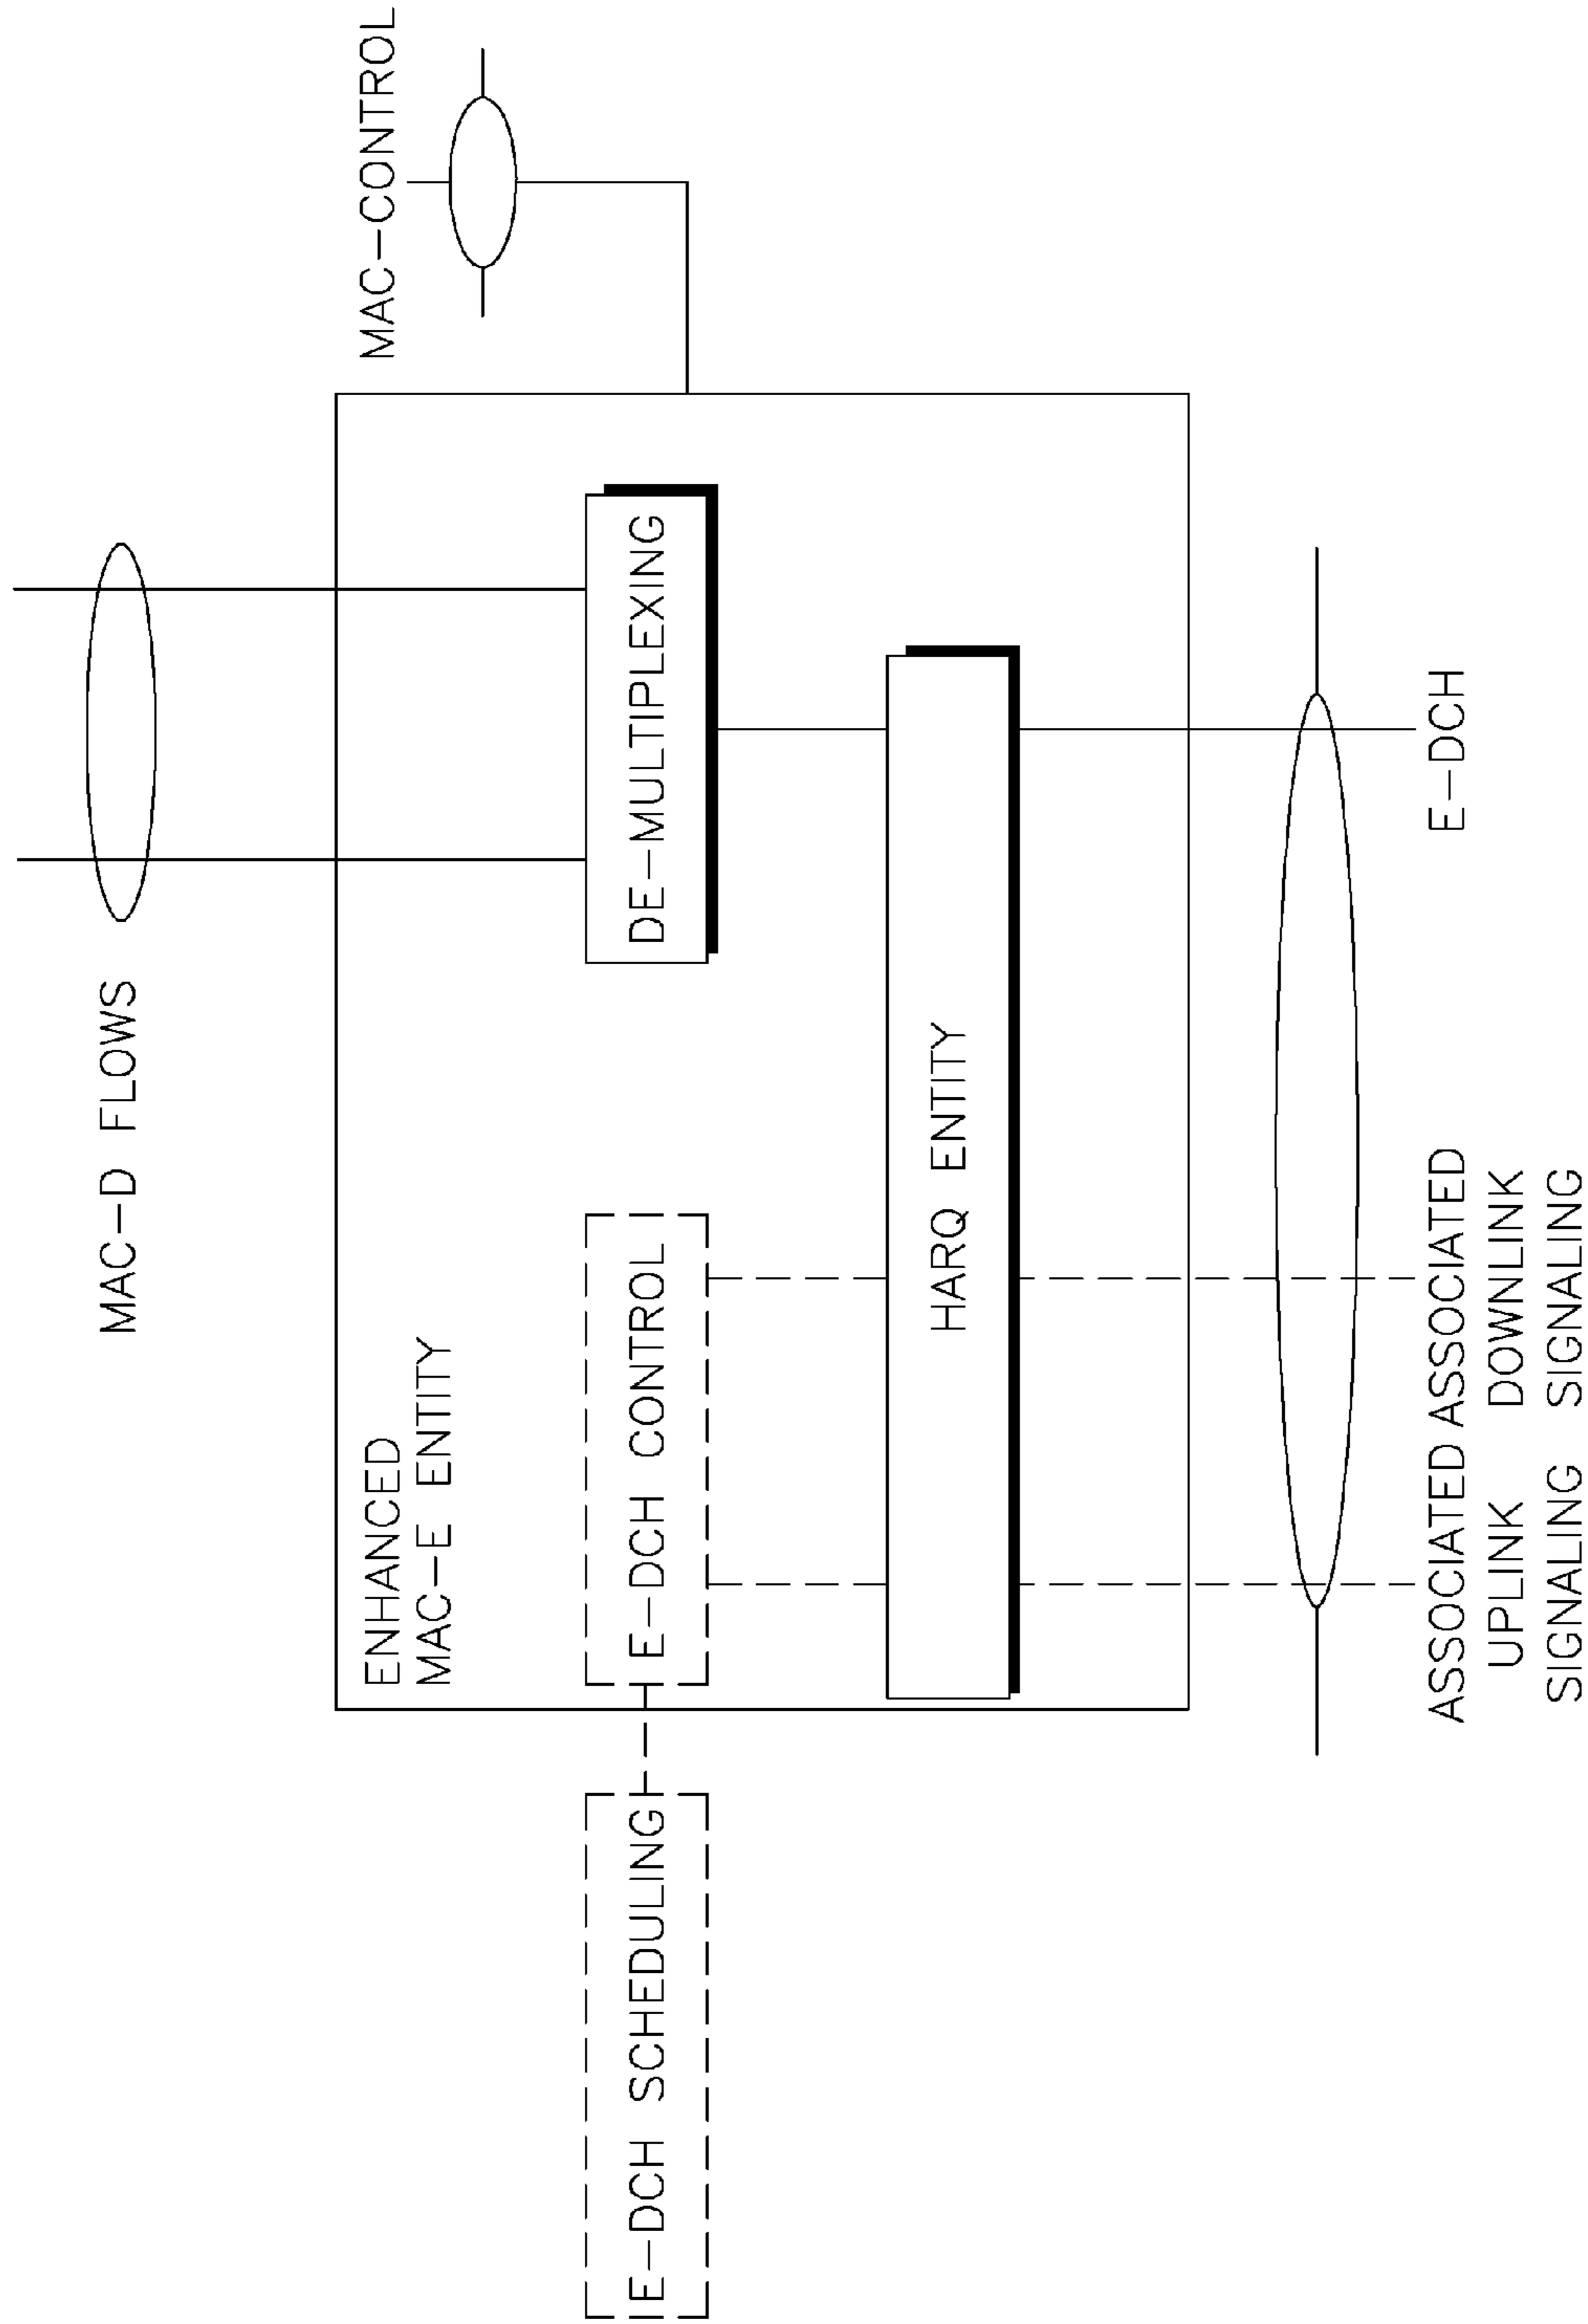 MAC-D FLOWS
MAC-CONTROL
ENHANCED
MAC-E ENTITY
E-DCH SCHEDULING
E-DCH CONTROL
DE-MULTIPLEXING
HARQ ENTITY
ASSOCIATED
UPLINK
SIGNALING
ASSOCIATED
DOWNLINK
SIGNALING
E-DCH